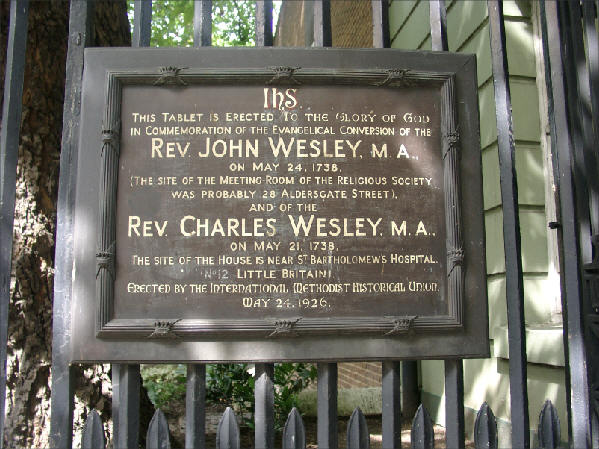 IhS.
THIS TABLET IS ERECTED TO THE GLORY OF GOD
IN COMMEMORATION OF THE EVANGELICAL CONVERSION OF THE
REV. JOHN WESLEY, M.A.,
ON MAY 24, 1738.
(THE SITE OF THE MEETING-ROOM OF THE RELIGIOUS SOCIETY
WAS PROBABLY 28 ALDERSGATE STREET),
AND OF THE
REV. CHARLES WESLEY, M.A.,
ON MAY 21, 1738.
THE SITE OF THE HOUSE IS NEAR ST BARTHOLOMEW'S HOSPITAL.
(No 12 LITTLE BRITAIN).
ERECTED BY THE INTERNATIONAL METHODIST HISTORICAL UNION.
MAY 24. 1926.